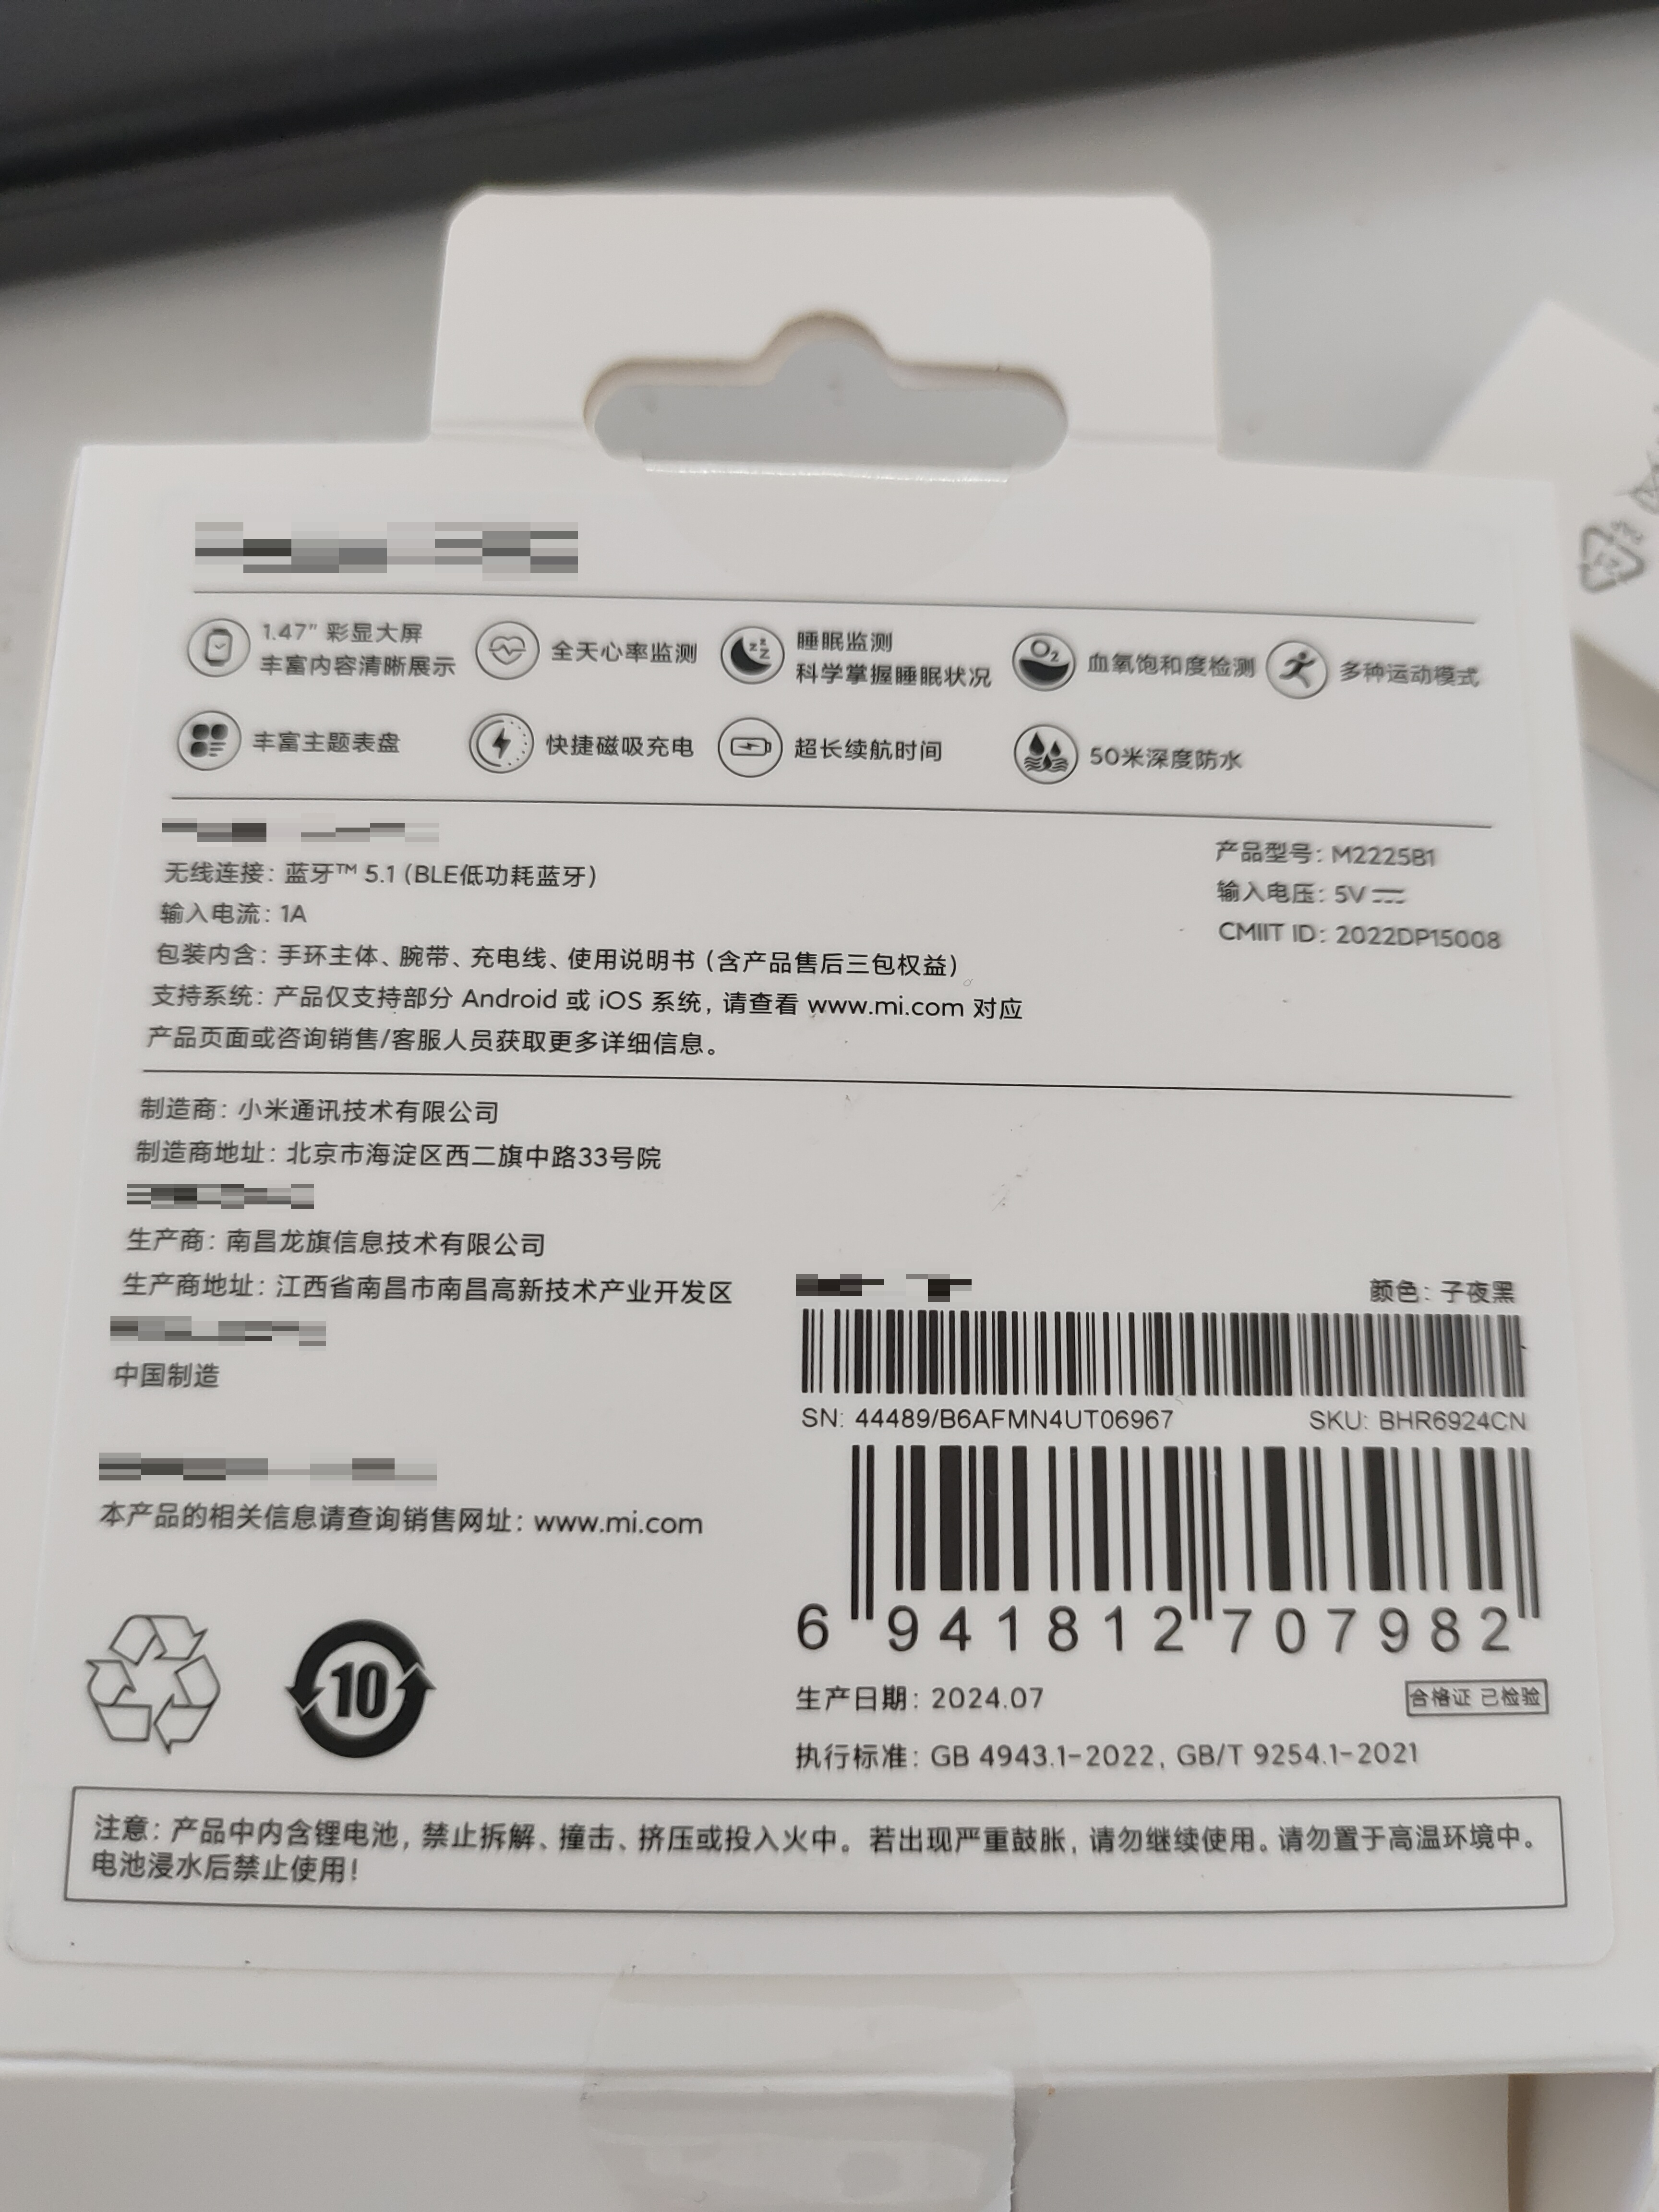 1.47" 彩显大屏
丰富内容清晰展示
全天心率监测
睡眠监测
科学掌握睡眠状况
O2
血氧饱和度检测
多种运动模式
丰富主题表盘
快捷磁吸充电
超长续航时间
50米深度防水
无线连接: 蓝牙™ 5.1 (BLE低功耗蓝牙)
输入电流: 1A
包装内含: 手环主体、腕带、充电线、使用说明书 (含产品售后三包权益)
支持系统: 产品仅支持部分 Android 或 iOS 系统, 请查看 www.mi.com 对应
产品页面或咨询销售/客服人员获取更多详细信息。
产品型号: M2225B1
输入电压: 5V
CMIIT ID: 2022DP15008
制造商: 小米通讯技术有限公司
制造商地址: 北京市海淀区西二旗中路33号院
生产商: 南昌龙旗信息技术有限公司
生产商地址: 江西省南昌市南昌高新技术产业开发区
中国制造
本产品的相关信息请查询销售网址: www.mi.com
颜色: 子夜黑
SN: 44489/B6AFMN4UT06967
SKU: BHR6924CN
6 941812 707982
生产日期: 2024.07
合格证 已检验
执行标准: GB 4943.1-2022, GB/T 9254.1-2021
10
注意: 产品中内含锂电池, 禁止拆解、撞击、挤压或投入火中。若出现严重鼓胀, 请勿继续使用。请勿置于高温环境中。
电池浸水后禁止使用!